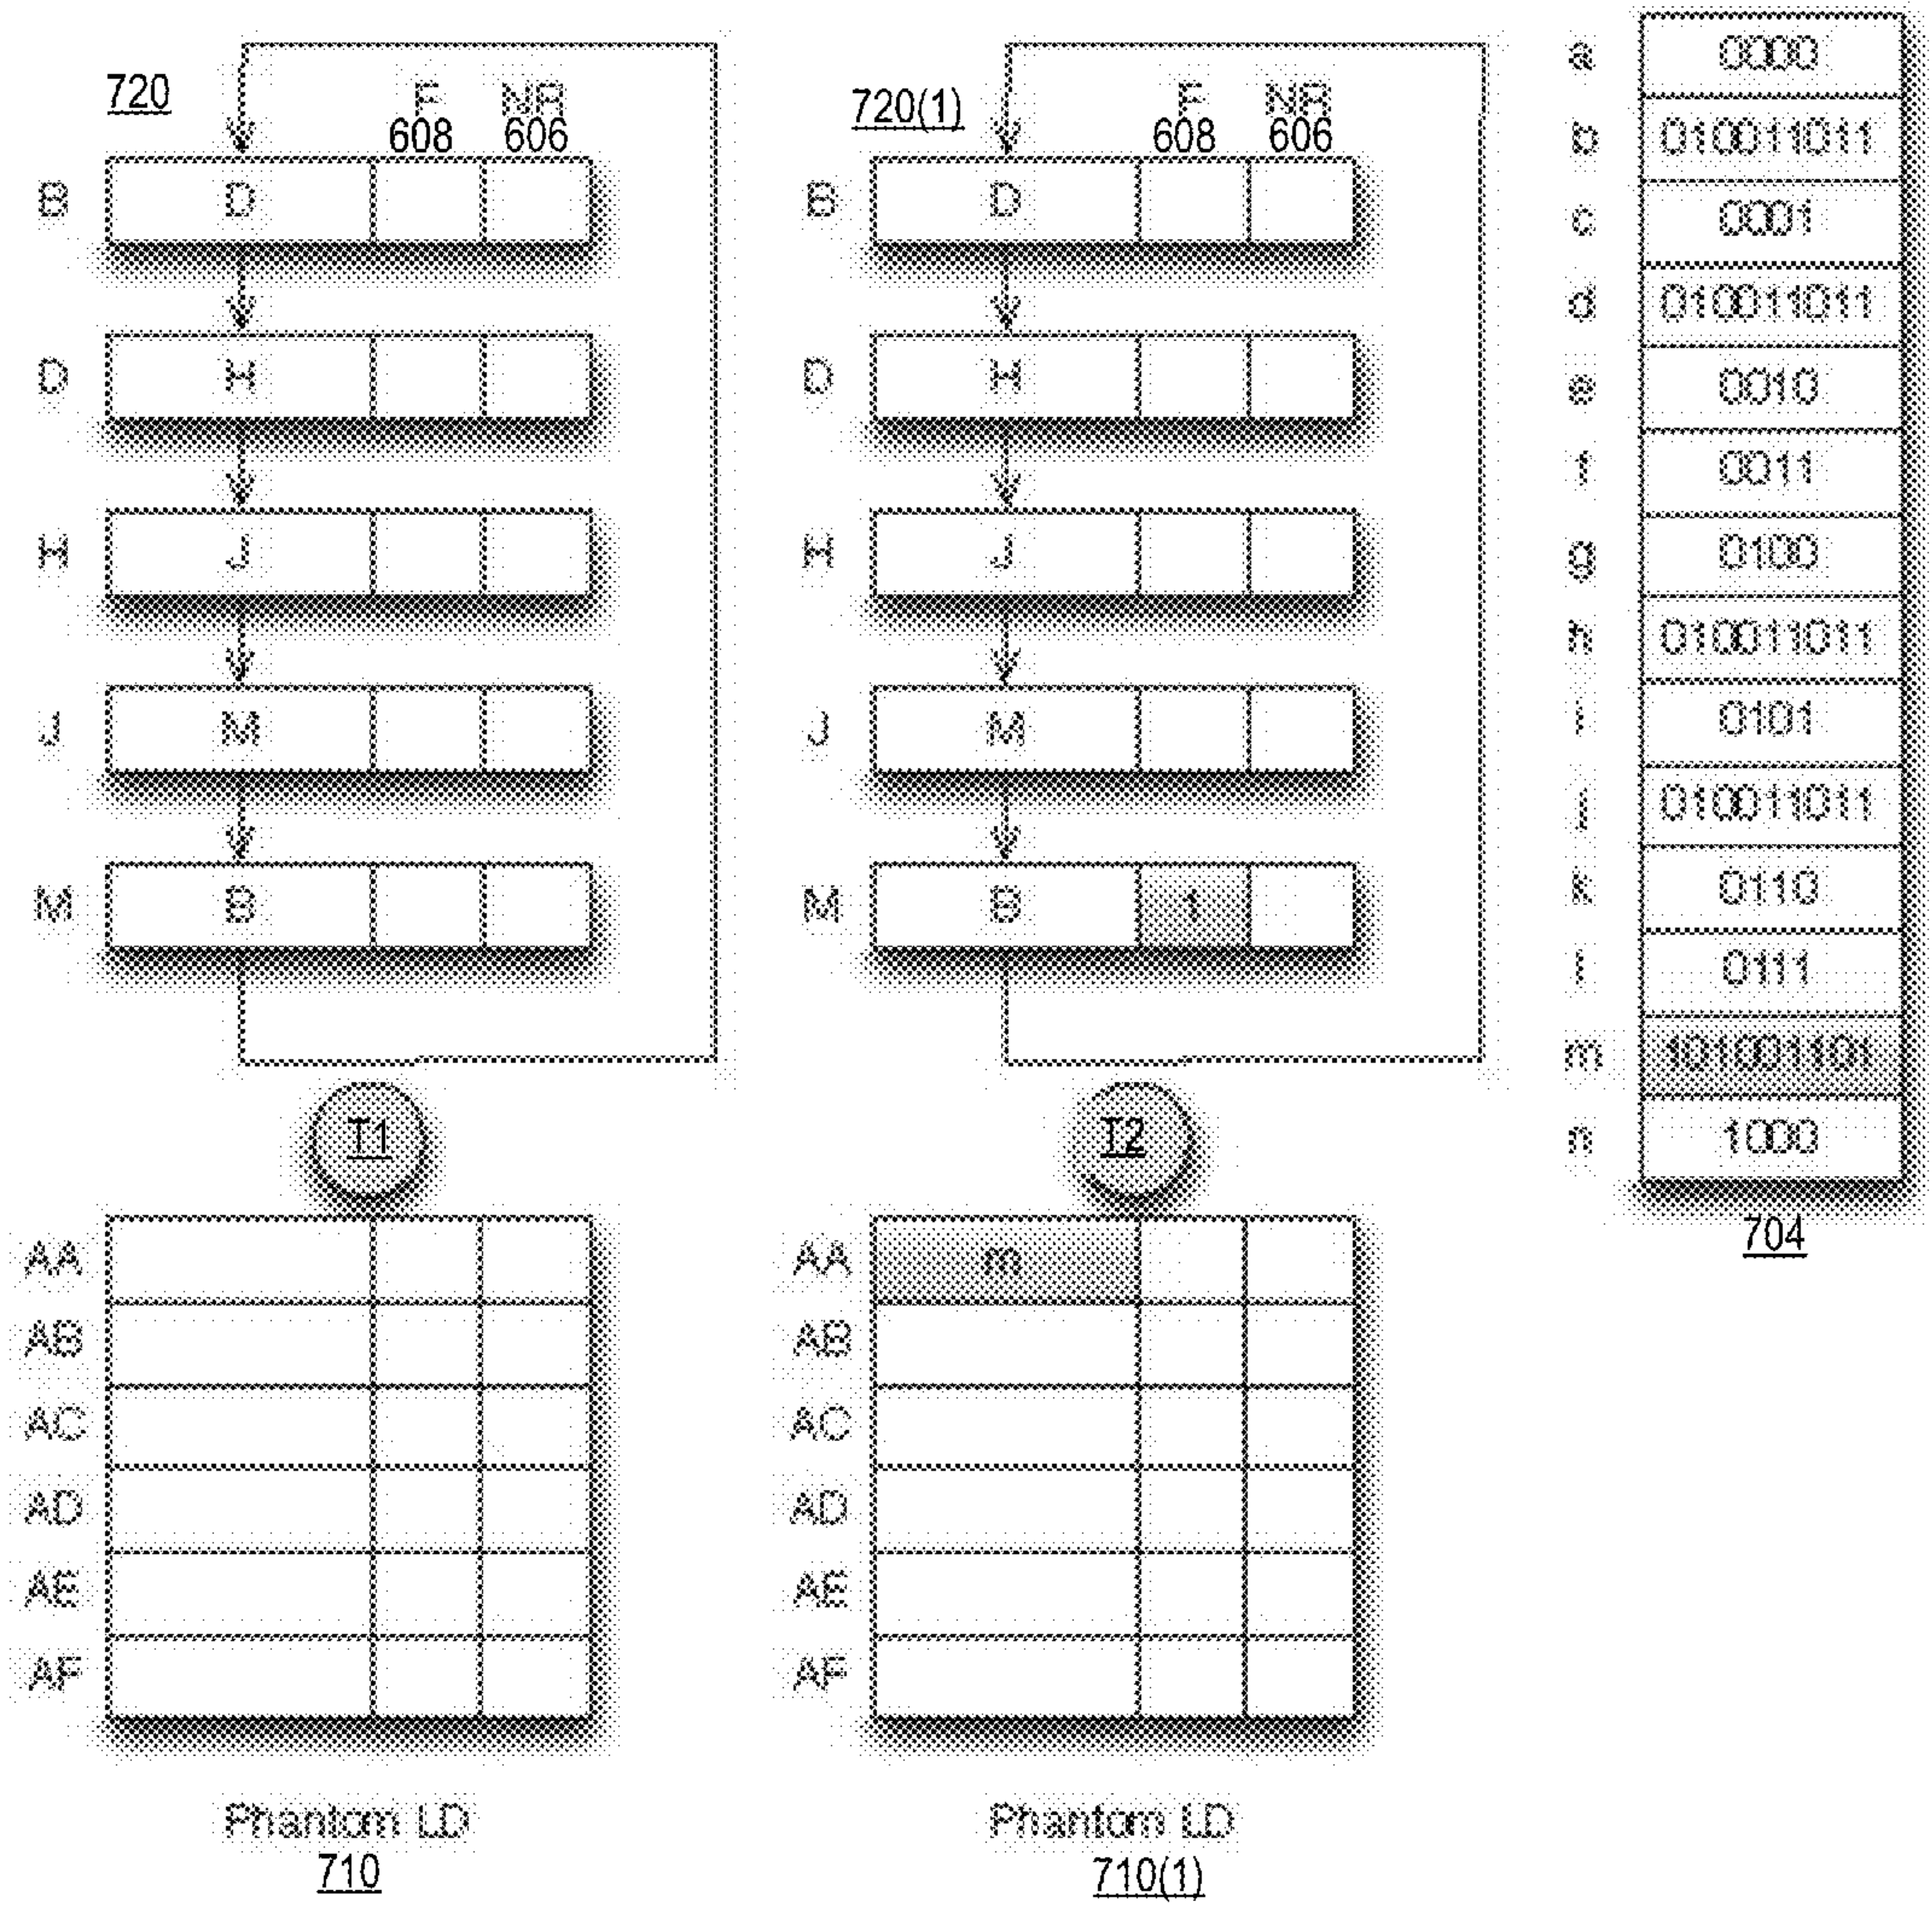 720
F NR
608 606
B D
D H
H J
J M
M B
T1
AA
AB
AC
AD
AE
AF
Phantom LD
710
720(1)
F NR
608 606
B D
D H
H J
J M
M B 1
T2
AA m
AB
AC
AD
AE
AF
Phantom LD
710(1)
a 0000
b 010011011
c 0001
d 010011011
e 0010
f 0011
g 0100
h 010011011
i 0101
j 010011011
k 0110
l 0111
m 101001101
n 1000
704